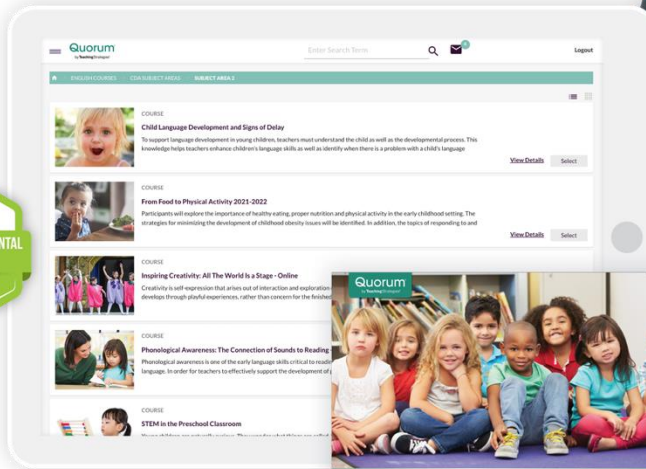 Quorum
by TeachingStrategies
Enter Search Term
Logout
ENGLISH COURSES
CDA SUBJECT AREAS
SUBJECT AREA 2
COURSE
Child Language Development and Signs of Delay
To support language development in young children, teachers must understand the child as well as the developmental process. This
knowledge helps teachers enhance children's language skills as well as identify when there is a problem with a child's language
View Details
Select
COURSE
From Food to Physical Activity 2021-2022
Participants will explore the importance of healthy eating, proper nutrition and physical activity in the early childhood setting. The
strategies for minimizing the development of childhood obesity issues will be identified. In addition, the topics of responding to and
View Details
Select
COURSE
Inspiring Creativity: All The World Is a Stage - Online
Creativity is self-expression that arises out of interaction and exploration
develops through playful experiences, rather than concern for the finished
COURSE
Phonological Awareness: The Connection of Sounds to Reading
Phonological awareness is one of the early language skills critical to
language. In order for teachers to effectively support the development of
COURSE
STEM in the Preschool Classroom
NTAL
Quorum
by TeachingStrategies